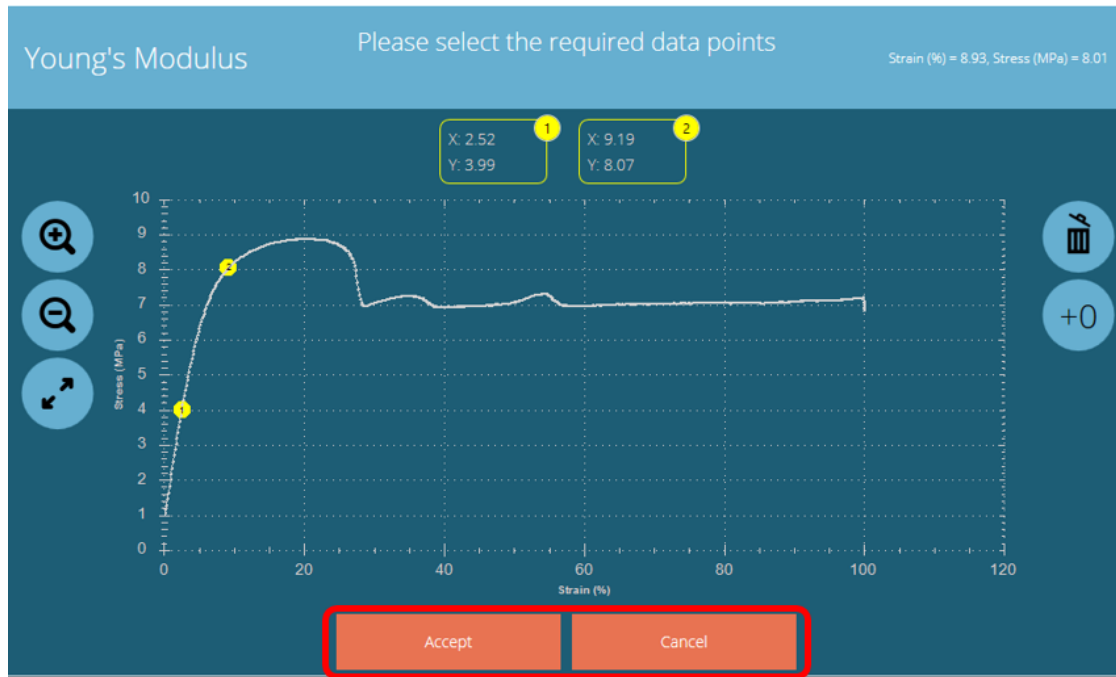 Young's Modulus
Please select the required data points
Strain (%) = 8.93, Stress (MPa) = 8.01
X: 2.52
Y: 3.99
1
X: 9.19
Y: 8.07
2
10
9
8
7
6
5
4
3
2
1
0
Stress (MPa)
2
1
0
20
40
60
80
100
120
Strain (%)
+0
Accept
Cancel